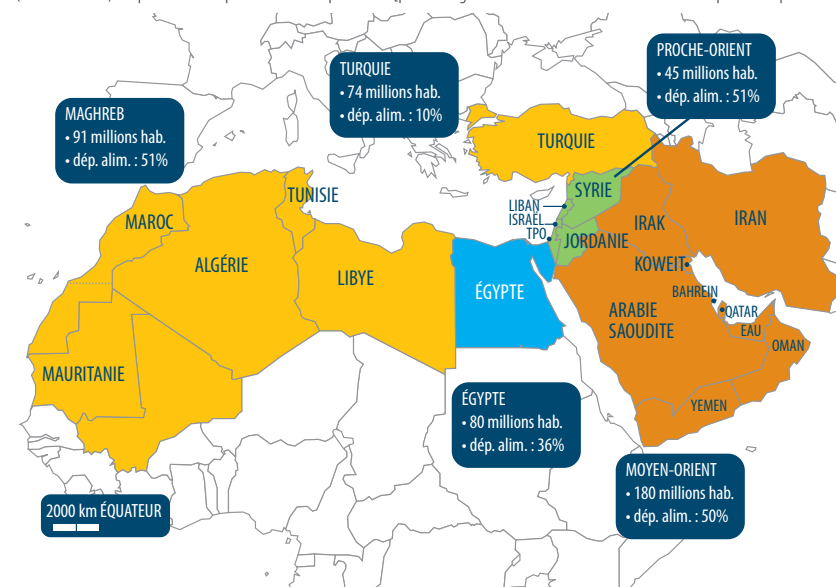 PROCHE-ORIENT
• 45 millions hab.
• dép. alim. : 51%
TURQUIE
• 74 millions hab.
• dép. alim. : 10%
MAGHREB
• 91 millions hab.
• dép. alim. : 51%
TURQUIE
TUNISIE
SYRIE
LIBAN
ISRAËL
TPO
MAROC
JORDANIE
IRAK
IRAN
ALGÉRIE
LIBYE
ÉGYPTE
KOWEIT
BAHREIN
QATAR
ARABIE
SAOUDITE
EAU
OMAN
MAURITANIE
YEMEN
ÉGYPTE
• 80 millions hab.
• dép. alim. : 36%
MOYEN-ORIENT
• 180 millions hab.
• dép. alim. : 50%
2000 km ÉQUATEUR